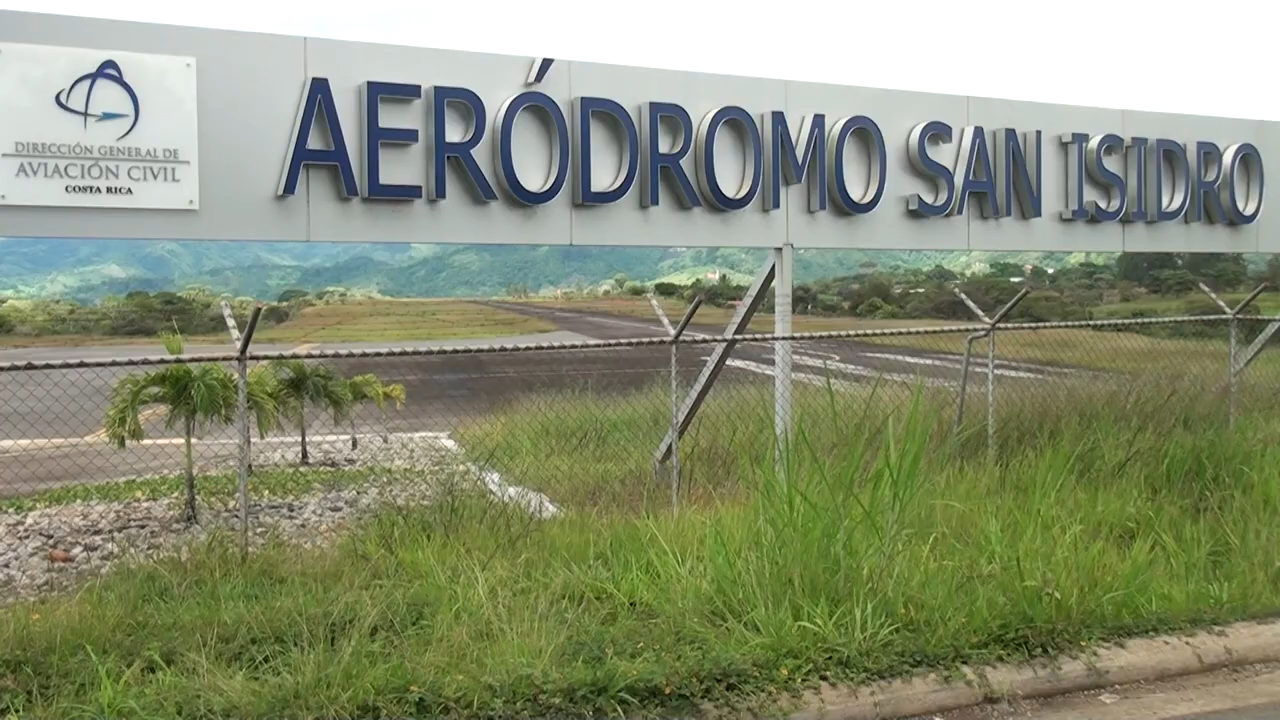 DIRECCIÓN GENERAL DE
AVIACIÓN CIVIL
COSTA RICA
AERÓDROMO SAN ISIDRO